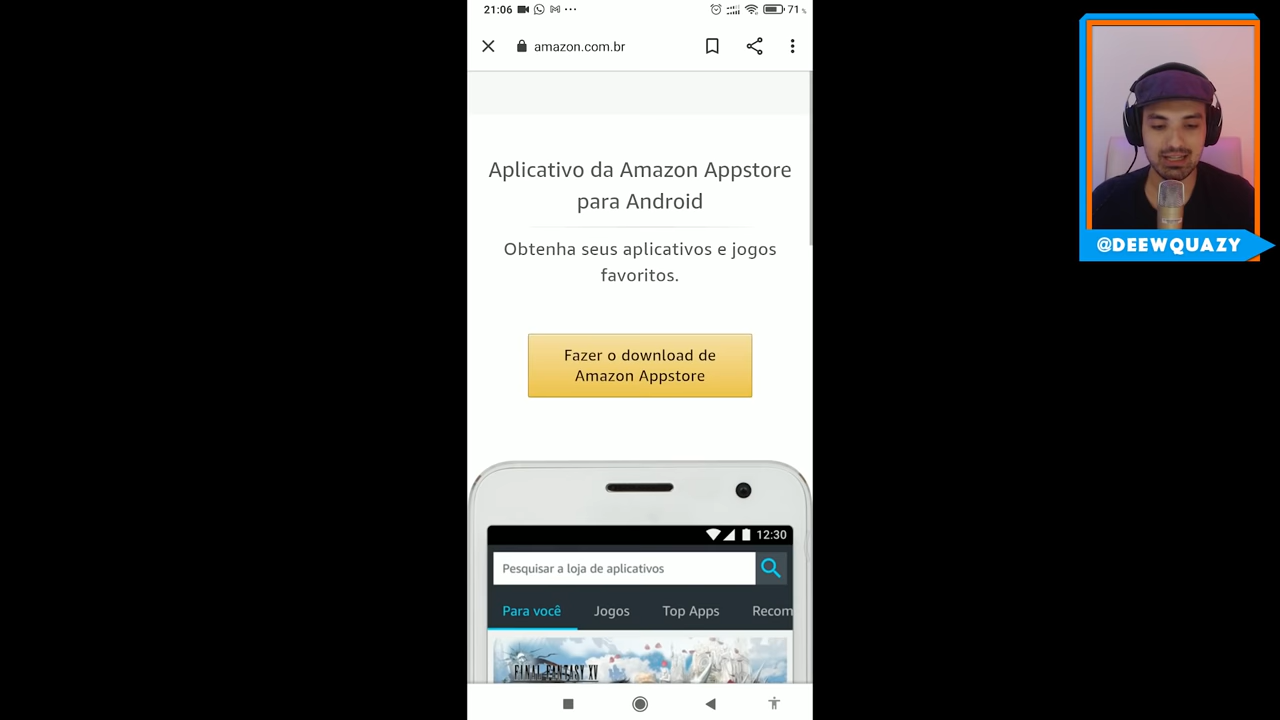 21:06
71%
amazon.com.br
Aplicativo da Amazon Appstore
para Android
Obtenha seus aplicativos e jogos
favoritos.
Fazer o download de
Amazon Appstore
12:30
Pesquisar a loja de aplicativos
Para você Jogos Top Apps Recom
FINAL FANTASY XV
@DEEWQUAZY